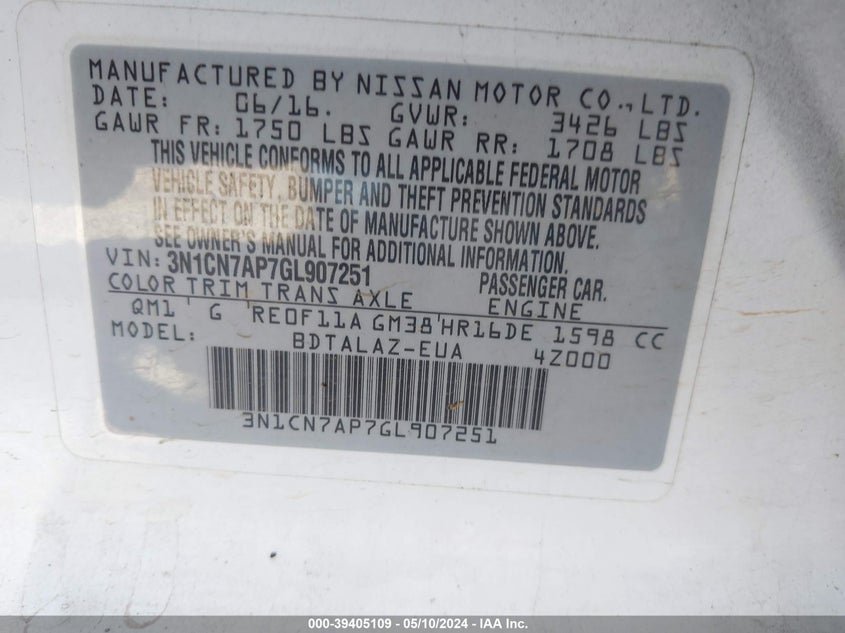 MANUFACTURED BY NISSAN MOTOR CO., LTD.
DATE: 06/16. GVWR: 3426 LBS
GAWR FR: 1750 LBS GAWR RR: 1708 LBS
THIS VEHICLE CONFORMS TO ALL APPLICABLE FEDERAL MOTOR
VEHICLE SAFETY, BUMPER AND THEFT PREVENTION STANDARDS
IN EFFECT ON THE DATE OF MANUFACTURE SHOWN ABOVE.
SEE OWNER'S MANUAL FOR ADDITIONAL INFORMATION.
VIN: 3N1CN7AP7GL907251 PASSENGER CAR.
COLOR TRIM TRANS AXLE ENGINE
QM1 G RE0F11A GM38 HR16DE 1598 CC
MODEL: BDTALAZ-EUA 4Z000
3N1CN7AP7GL907251
000-39405109 - 05/10/2024 - IAA Inc.